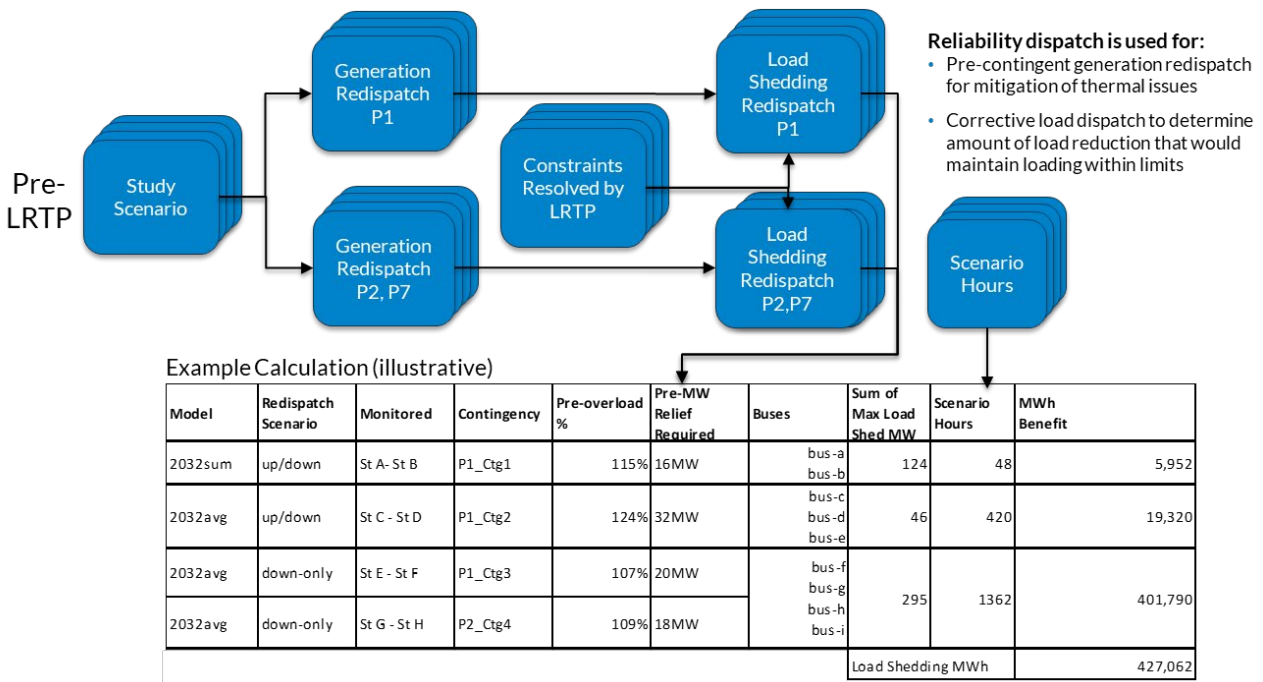 Pre-
LRTP
Study
Scenario
Generation
Redispatch
P1
Generation
Redispatch
P2, P7
Constraints
Resolved by
LRTP
Load
Shedding
Redispatch
P1
Load
Shedding
Redispatch
P2,P7
Reliability dispatch is used for:
• Pre-contingent generation redispatch
for mitigation of thermal issues
• Corrective load dispatch to determine
amount of load reduction that would
maintain loading within limits
Scenario
Hours
Example Calculation (illustrative)
Model
Redispatch
Scenario
Monitored
Contingency
Pre-overload
%
Pre-MW
Relief
Required
Buses
Sum of
Max Load
Shed MW
Scenario
Hours
MWh
Benefit
2032sum up/down St A- St B P1_Ctg1 115% 16MW
bus-a
bus-b
124 48 5,952
2032avg up/down St C - St D P1_Ctg2 124% 32MW
bus-c
bus-d
bus-e
46 420 19,320
2032avg down-only St E - St F P1_Ctg3 107% 20MW
2032avg down-only St G - St H P2_Ctg4 109% 18MW
bus-f
bus-g
bus-h
bus-i
295 1362 401,790
Load Shedding MWh 427,062